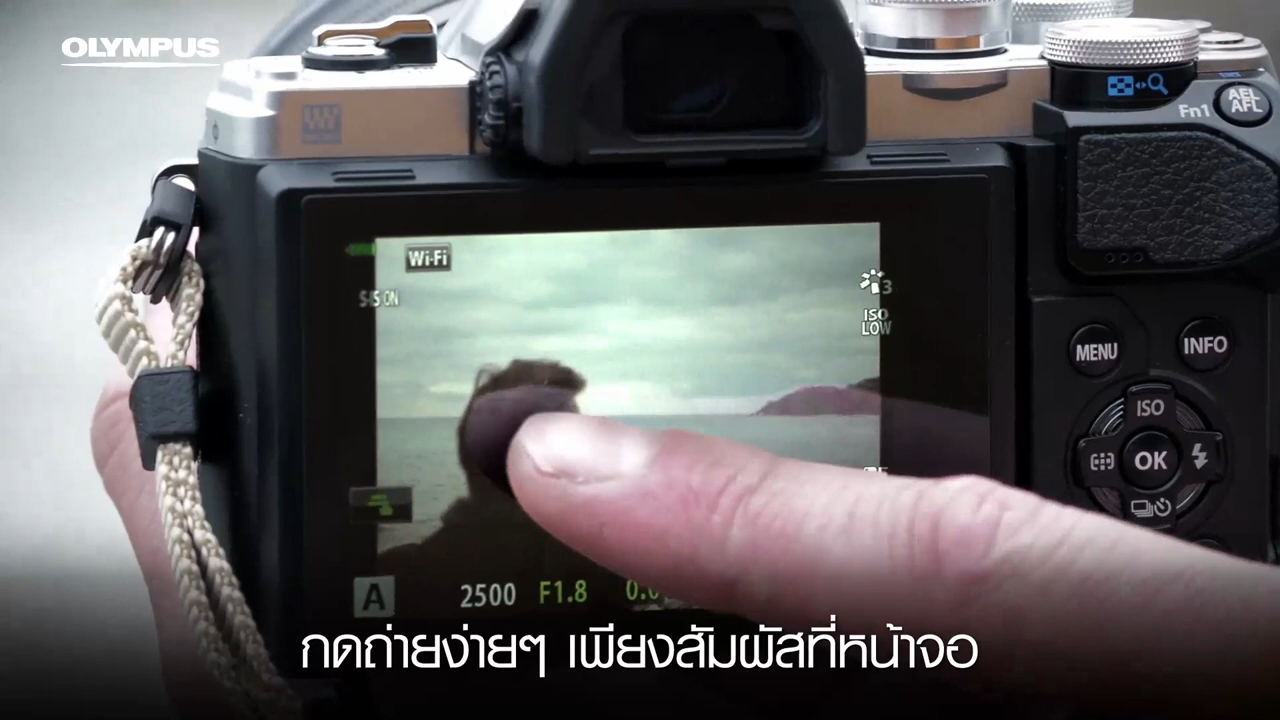 OLYMPUS
AEL
AFL
Fn1
Wi-Fi
S-IS ON
3
ISO
LOW
MENU
INFO
ISO
OK
A 2500 F1.8
กดถ่ายง่ายๆ เพียงสัมผัสที่หน้าจอ